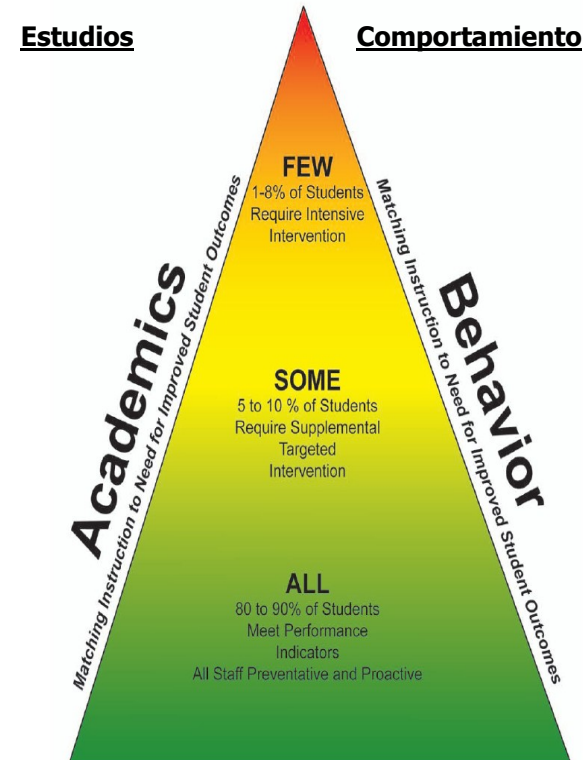 Estudios
Comportamiento
FEW
1-8% of Students
Require Intensive
Intervention
Academics
Matching Instruction to Need for Improved Student Outcomes
Behavior
Matching Instruction to Need for Improved Student Outcomes
SOME
5 to 10 % of Students
Require Supplemental
Targeted
Intervention
ALL
80 to 90% of Students
Meet Performance
Indicators
All Staff Preventative and Proactive